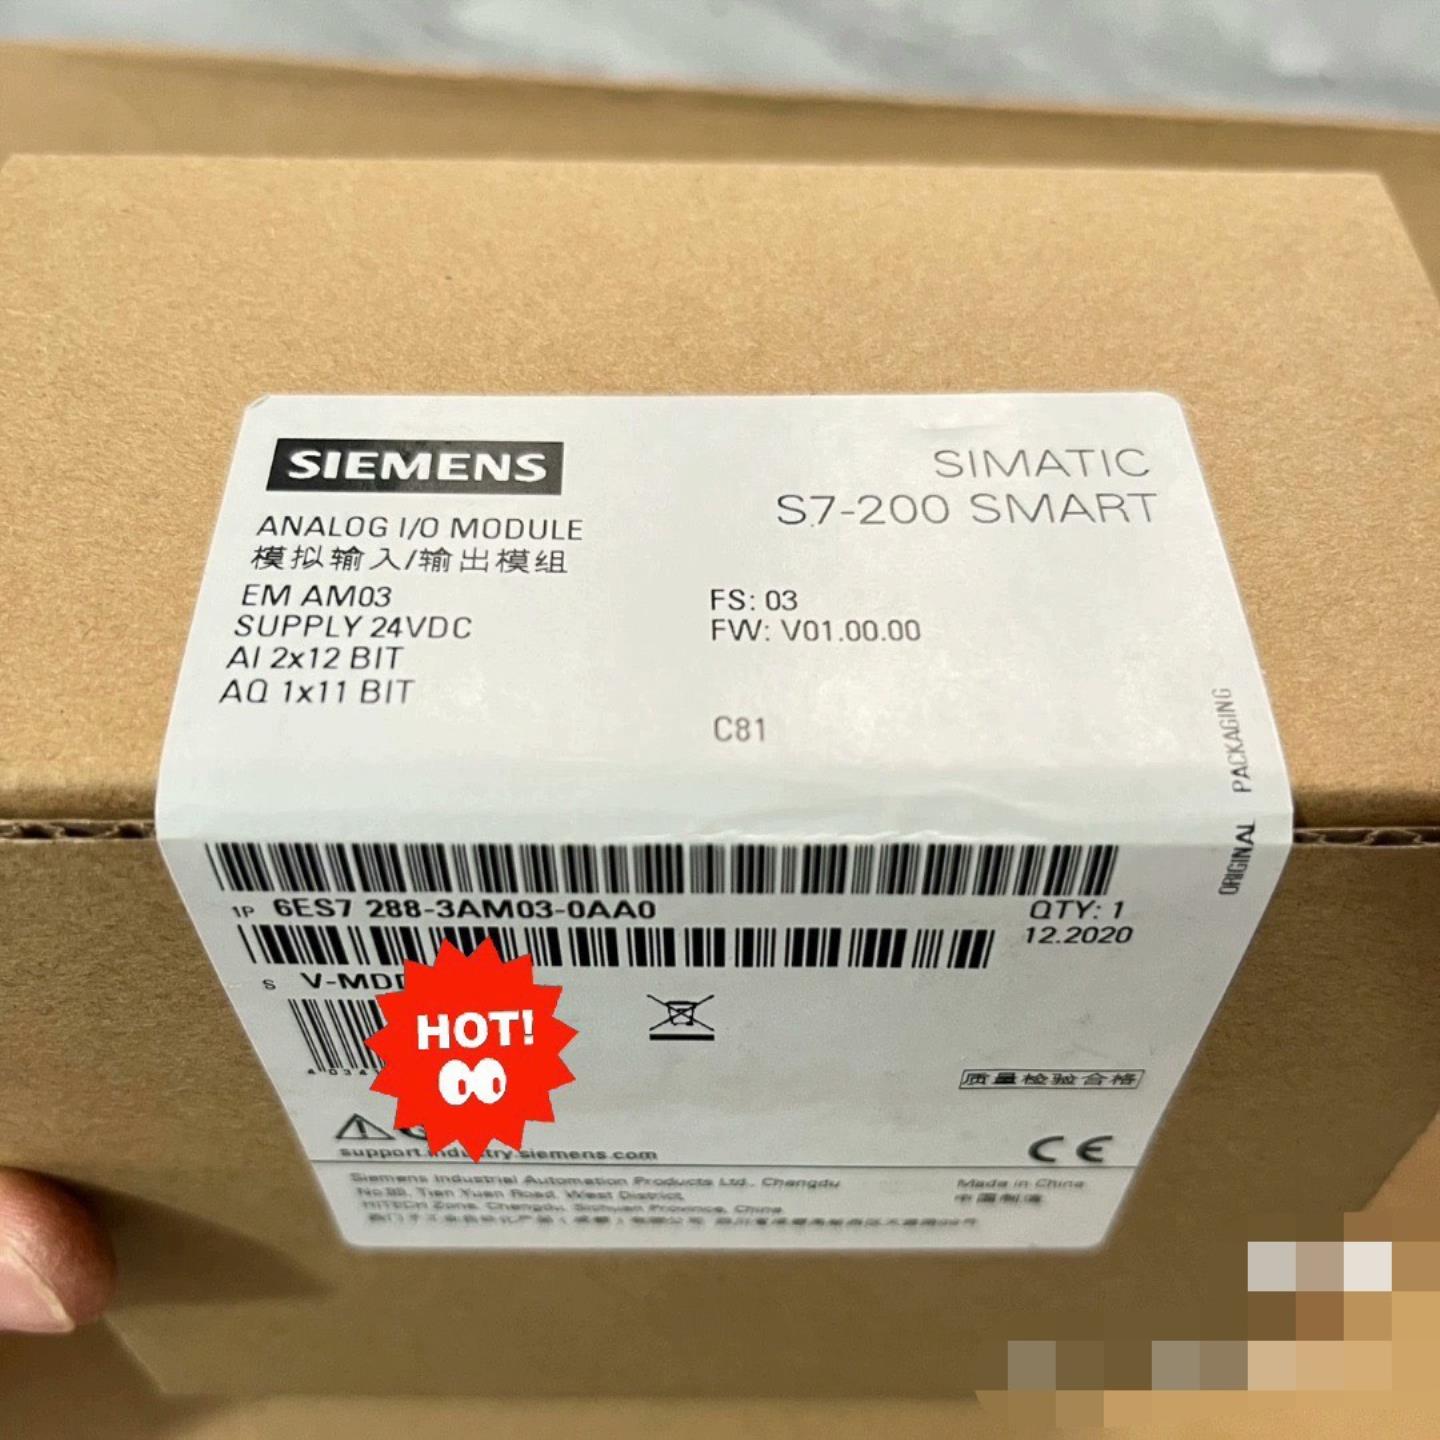 SIEMENS
SIMATIC
S7-200 SMART
ANALOG I/O MODULE
模拟输入/输出模组
EM AM03
SUPPLY 24VDC
AI 2x12 BIT
AQ 1x11 BIT
FS: 03
FW: V01.00.00
C81
ORIGINAL PACKAGING
1P 6ES7 288-3AM03-0AA0
QTY: 1
12.2020
S V-MD
HOT!
质量检验合格
support.industry.siemens.com
CE
Siemens Industrial Automation Products Ltd., Chengdu
No.99, Tian Yuan Road, West District,
HITECH Zone, Chengdu, Sichuan Province, China
Made in China
中国制造